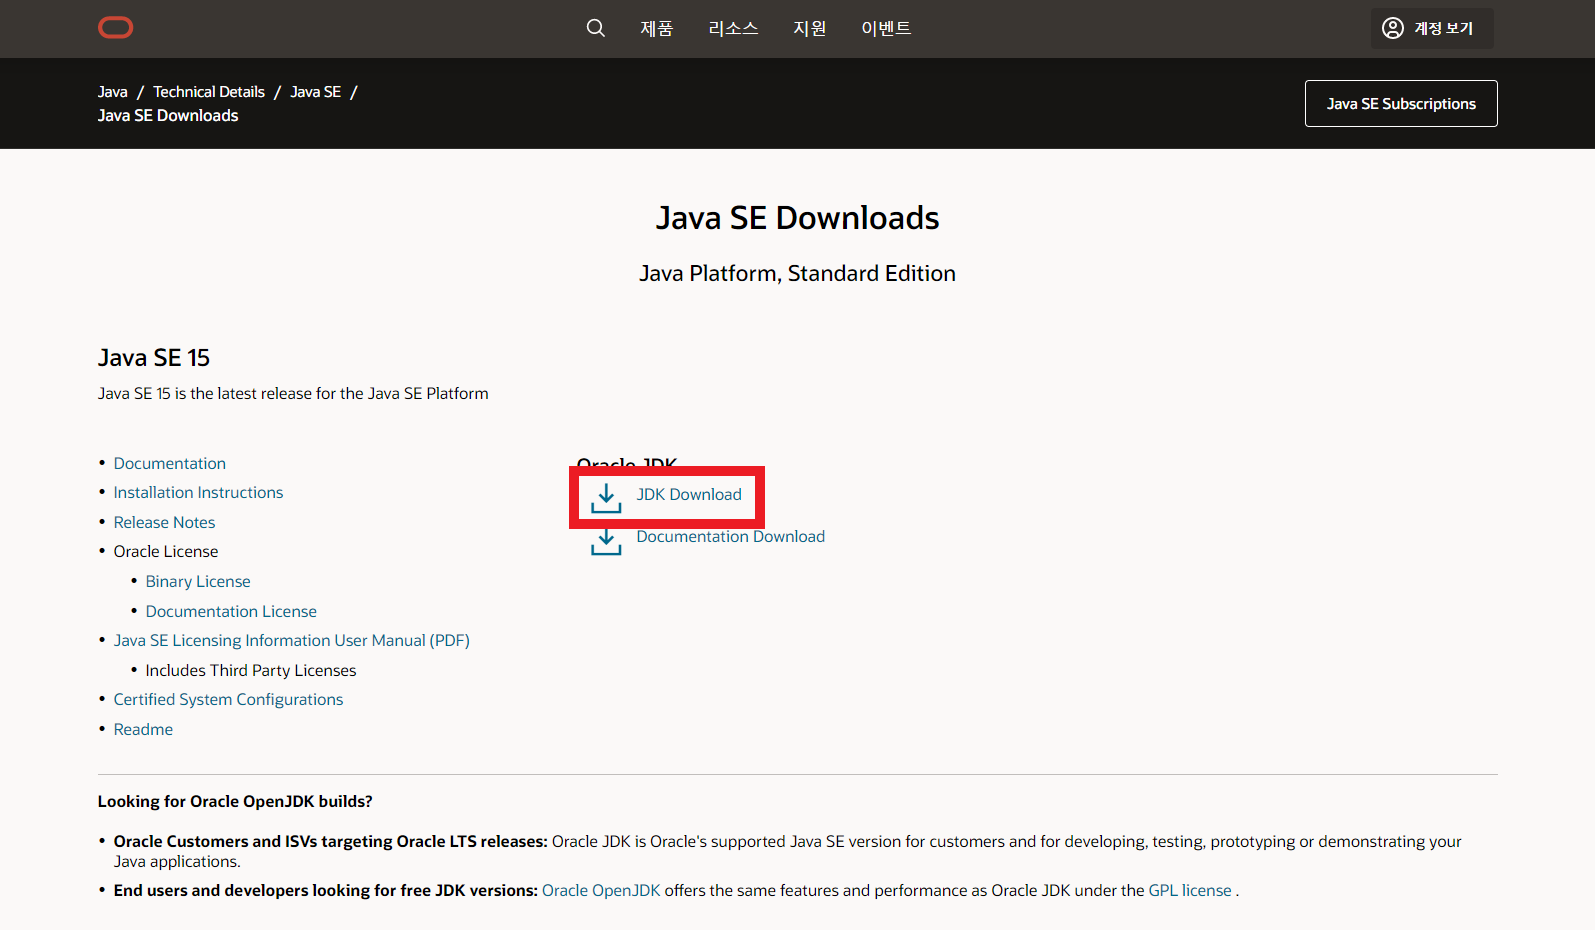 제품 리소스 지원 이벤트 계정 보기
Java / Technical Details / Java SE /
Java SE Downloads
Java SE Subscriptions
Java SE Downloads
Java Platform, Standard Edition
Java SE 15
Java SE 15 is the latest release for the Java SE Platform
• Documentation
• Installation Instructions
• Release Notes
• Oracle License
• Binary License
• Documentation License
• Java SE Licensing Information User Manual (PDF)
• Includes Third Party Licenses
• Certified System Configurations
• Readme
Oracle JDK
JDK Download
Documentation Download
Looking for Oracle OpenJDK builds?
• Oracle Customers and ISVs targeting Oracle LTS releases: Oracle JDK is Oracle's supported Java SE version for customers and for developing, testing, prototyping or demonstrating your
Java applications.
• End users and developers looking for free JDK versions: Oracle OpenJDK offers the same features and performance as Oracle JDK under the GPL license .